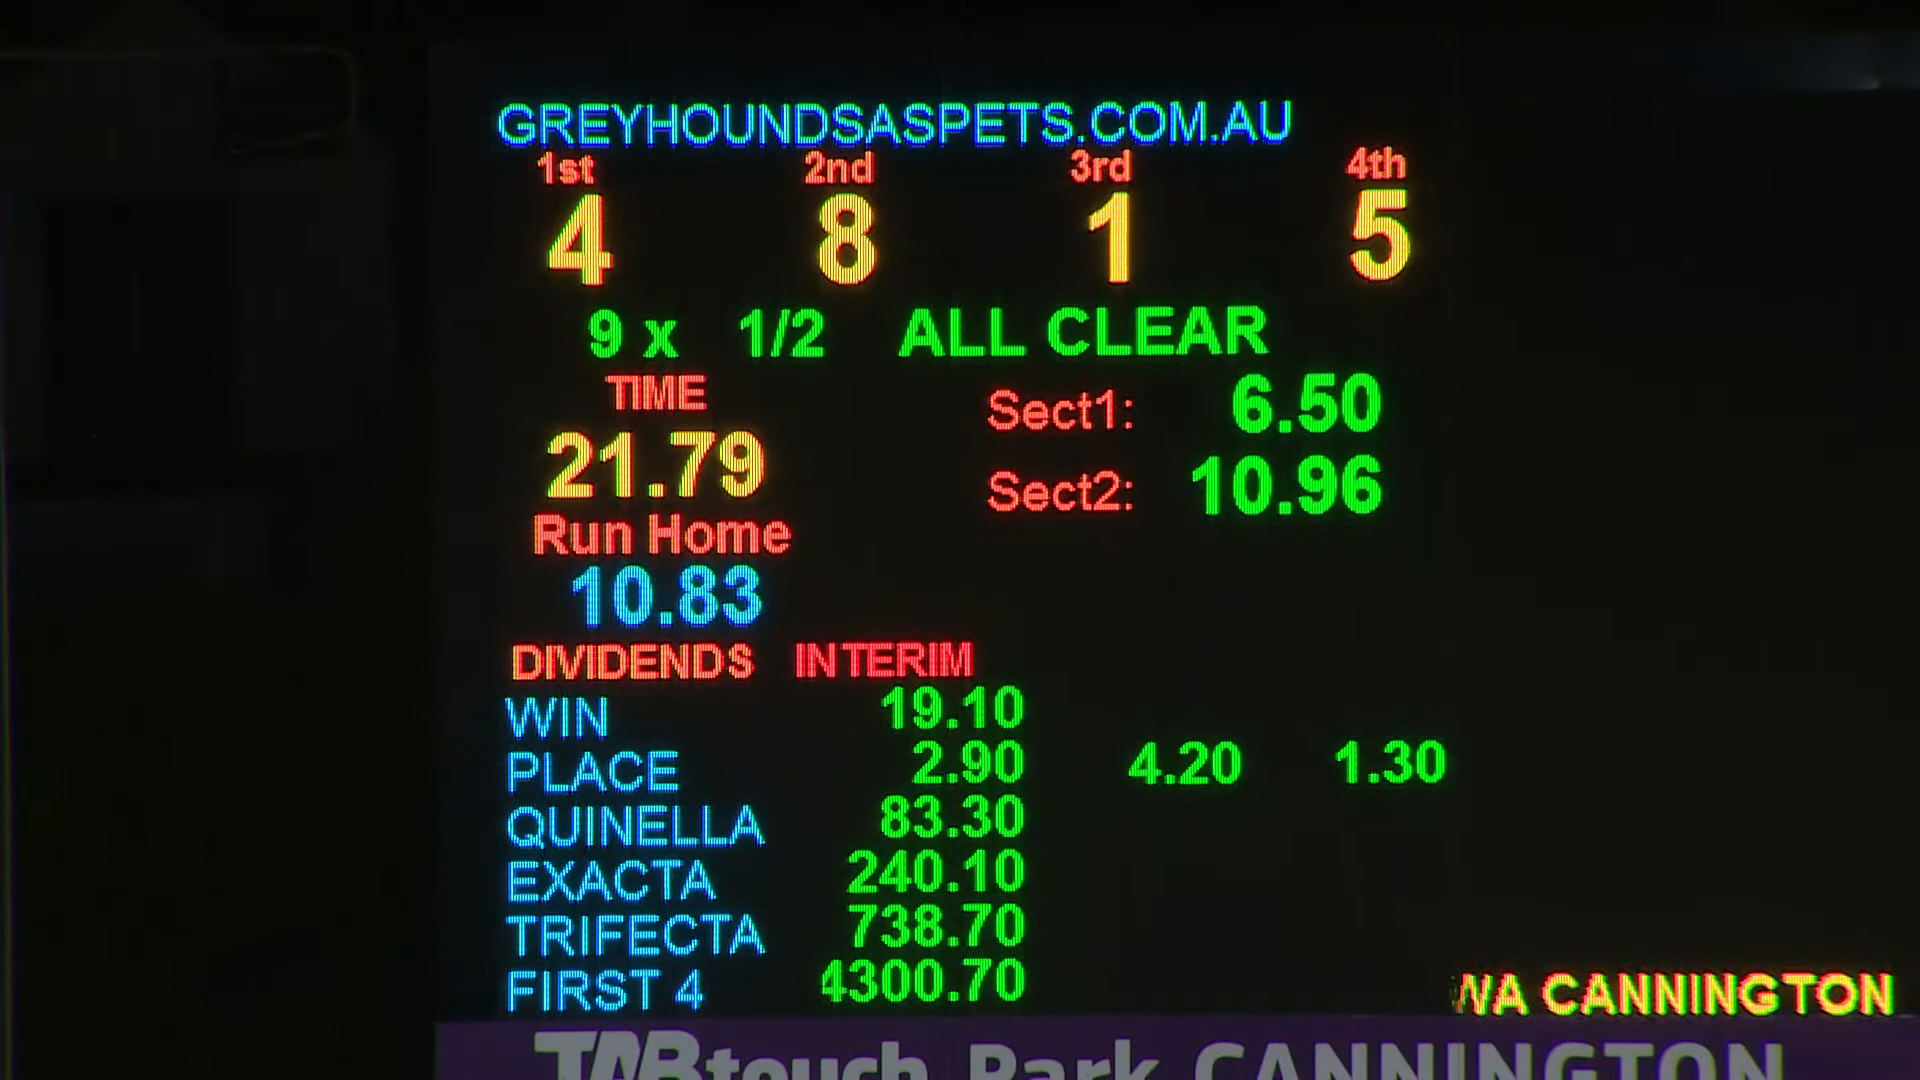 GREYHOUNDSASPETS.COM.AU
1st 2nd 3rd 4th
4 8 1 5
9 x 1/2 ALL CLEAR
TIME Sect1: 6.50
21.79 Sect2: 10.96
Run Home
10.83
DIVIDENDS INTERIM
WIN 19.10
PLACE 2.90 4.20 1.30
QUINELLA 83.30
EXACTA 240.10
TRIFECTA 738.70
FIRST 4 4300.70
WA CANNINGTON
TABtouch Park CANNINGTON